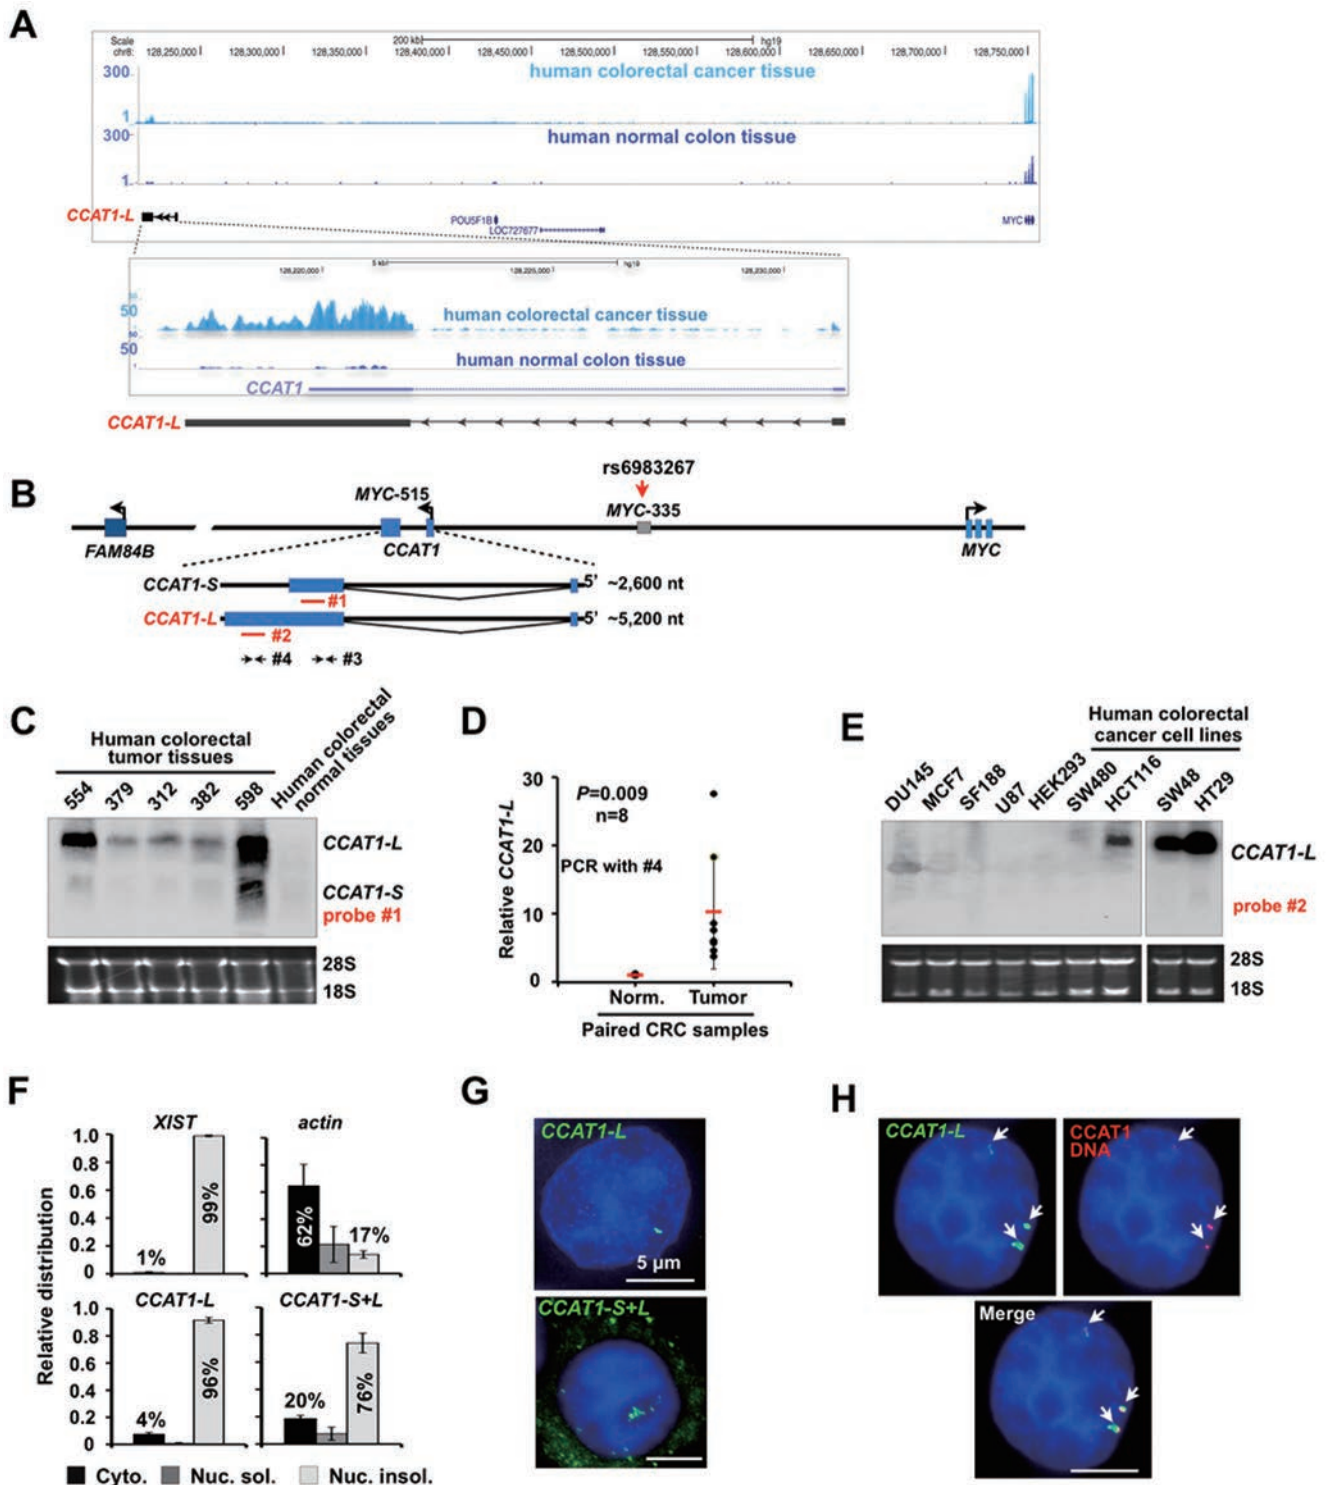 A
Scale
200 kb
hg19
chr8:
128,250,000
128,300,000
128,350,000
128,400,000
128,450,000
128,500,000
128,550,000
128,600,000
128,650,000
128,700,000
128,750,000
300
human colorectal cancer tissue
1
300
human normal colon tissue
1
CCAT1-L
POU5F1B
LOC727677
MYC
5 kb
hg19
128,220,000
128,225,000
128,230,000
50
human colorectal cancer tissue
50
human normal colon tissue
CCAT1
CCAT1-L
B
rs6983267
MYC-515
MYC-335
FAM84B
CCAT1
MYC
CCAT1-S
5' ~2,600 nt
#1
CCAT1-L
5' ~5,200 nt
#2
#4
#3
C
Human colorectal
tumor tissues
Human colorectal
normal tissues
554
379
312
382
598
CCAT1-L
CCAT1-S
probe #1
28S
18S
D
30
P=0.009
n=8
20
PCR with #4
10
0
Relative CCAT1-L
Norm.
Tumor
Paired CRC samples
E
Human colorectal
cancer cell lines
DU145
MCF7
SF188
U87
HEK293
SW480
HCT116
SW48
HT29
CCAT1-L
probe #2
28S
18S
F
XIST
actin
1.0
0.8
0.6
0.4
0.2
0
1%
99%
62%
17%
Relative distribution
CCAT1-L
CCAT1-S+L
1.0
0.8
0.6
0.4
0.2
0
4%
96%
20%
76%
Cyto.
Nuc. sol.
Nuc. insol.
G
CCAT1-L
5 µm
CCAT1-S+L
H
CCAT1-L
CCAT1
DNA
Merge